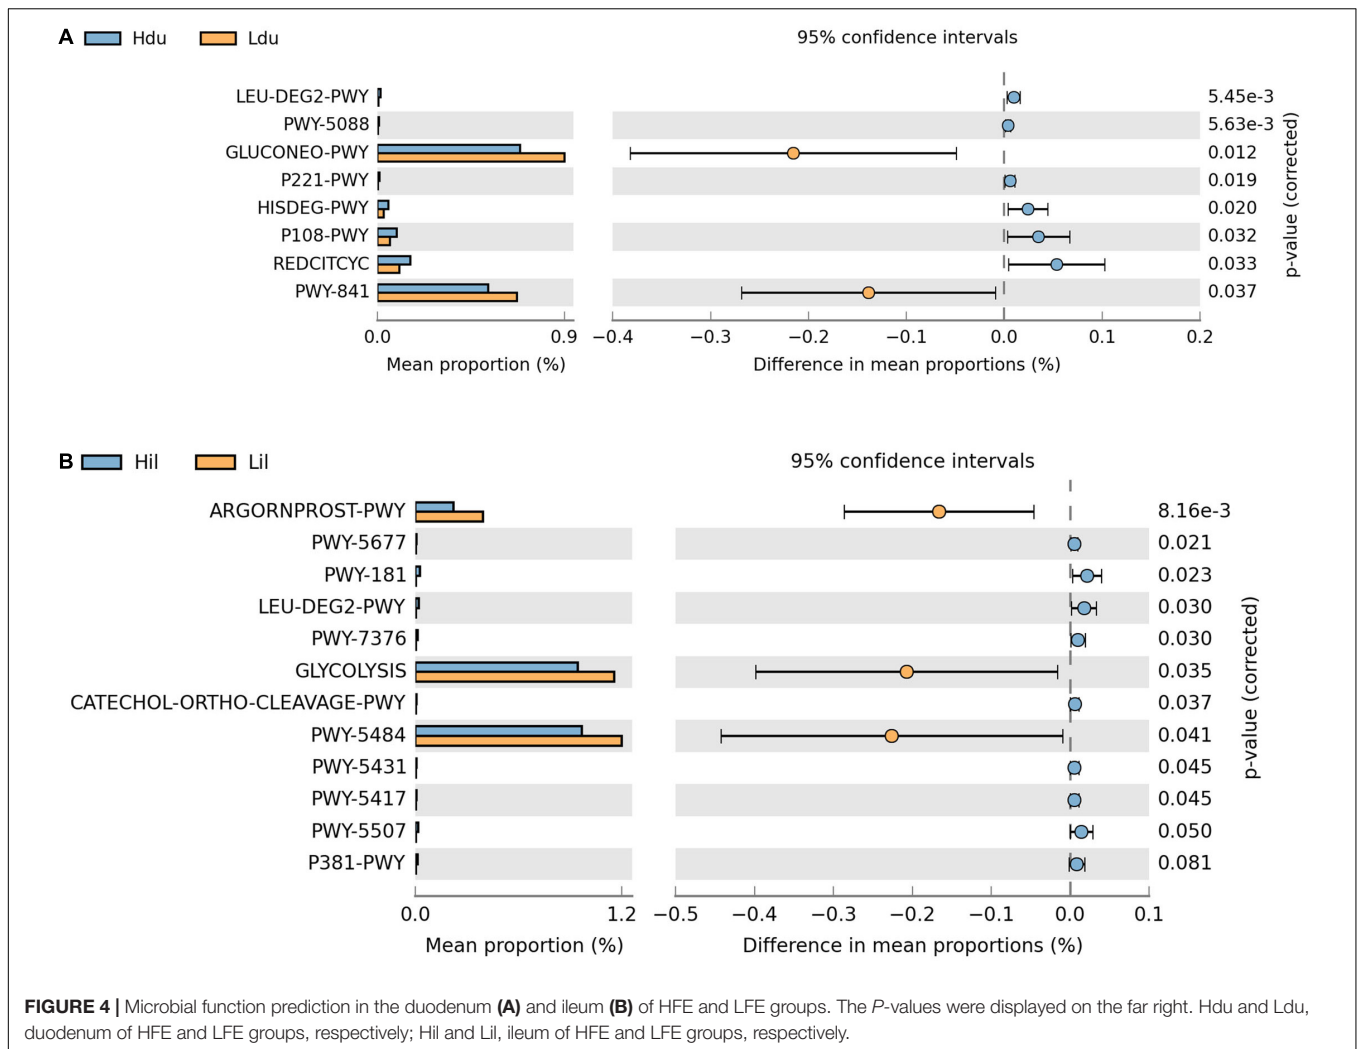 A Hdu Ldu 95% confidence intervals
LEU-DEG2-PWY 5.45e-3
PWY-5088 5.63e-3
GLUCONEO-PWY 0.012
P221-PWY 0.019
HISDEG-PWY 0.020
P108-PWY 0.032
REDCITCYC 0.033
PWY-841 0.037
p-value (corrected)
0.0 0.9 −0.4 −0.3 −0.2 −0.1 0.0 0.1 0.2
Mean proportion (%) Difference in mean proportions (%)
B Hil Lil 95% confidence intervals
ARGORNPROST-PWY 8.16e-3
PWY-5677 0.021
PWY-181 0.023
LEU-DEG2-PWY 0.030
PWY-7376 0.030
GLYCOLYSIS 0.035
CATECHOL-ORTHO-CLEAVAGE-PWY 0.037
PWY-5484 0.041
PWY-5431 0.045
PWY-5417 0.045
PWY-5507 0.050
P381-PWY 0.081
p-value (corrected)
0.0 1.2 −0.5 −0.4 −0.3 −0.2 −0.1 0.0 0.1
Mean proportion (%) Difference in mean proportions (%)
FIGURE 4 | Microbial function prediction in the duodenum (A) and ileum (B) of HFE and LFE groups. The P-values were displayed on the far right. Hdu and Ldu,
duodenum of HFE and LFE groups, respectively; Hil and Lil, ileum of HFE and LFE groups, respectively.